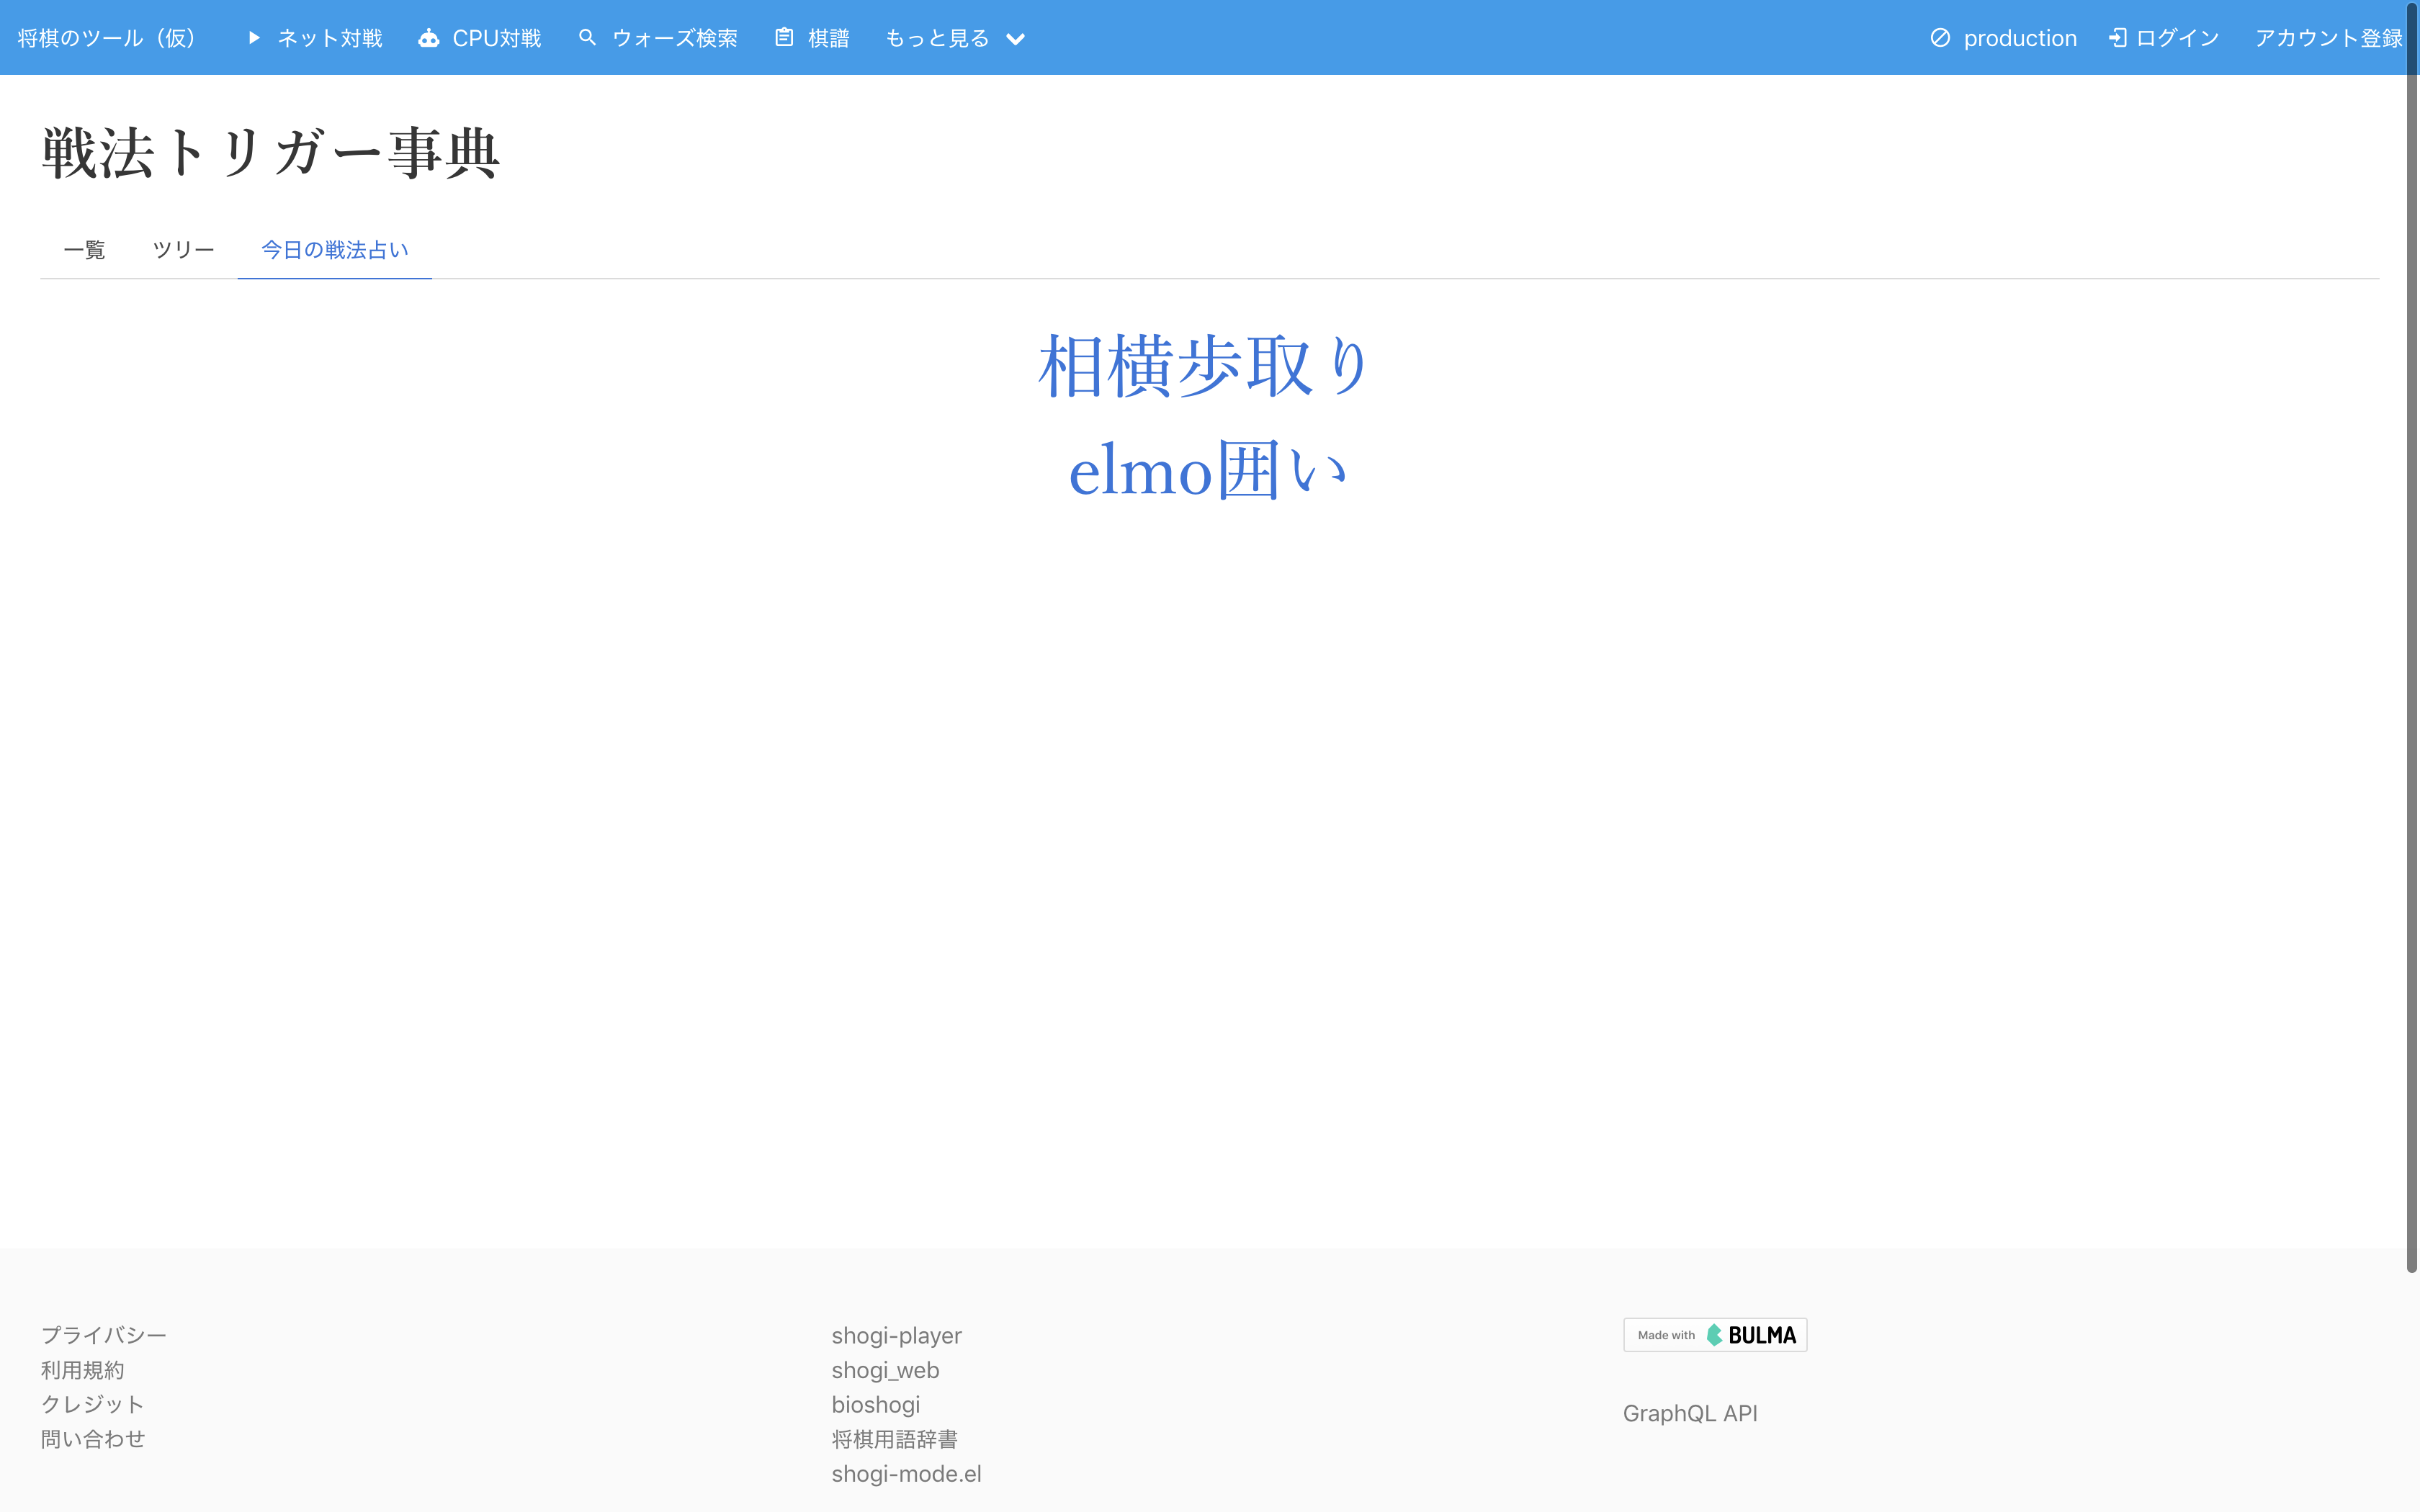 将棋のツール（仮） ネット対戦 CPU対戦 ウォーズ検索 棋譜 もっと見る production ログイン アカウント登録
戦法トリガー事典
一覧 ツリー 今日の戦法占い
相横歩取り
elmo囲い
プライバシー
利用規約
クレジット
問い合わせ
shogi-player
shogi_web
bioshogi
将棋用語辞書
shogi-mode.el
Made with BULMA
GraphQL API